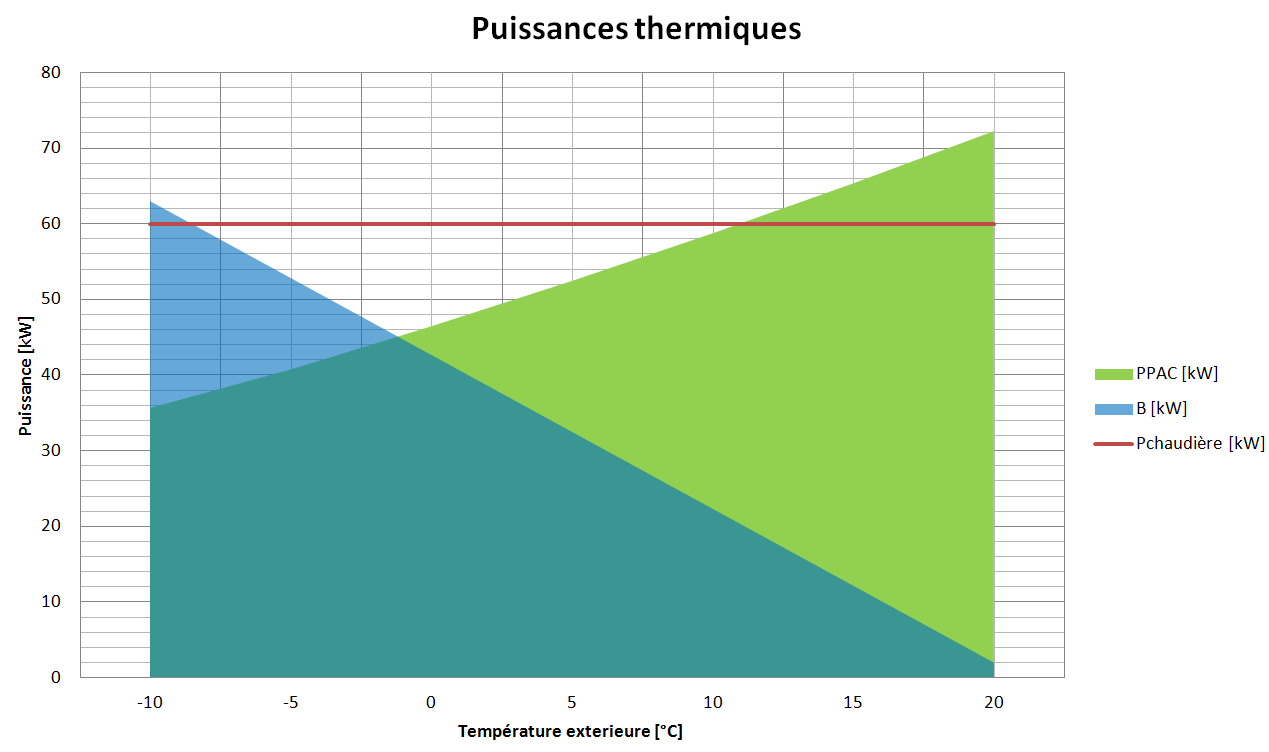 Puissances thermiques
80
70
60
50
40
30
20
10
0
Puissance [kW]
-10 -5 0 5 10 15 20
Température exterieure [°C]
PPAC [kW]
B [kW]
Pchaudière [kW]